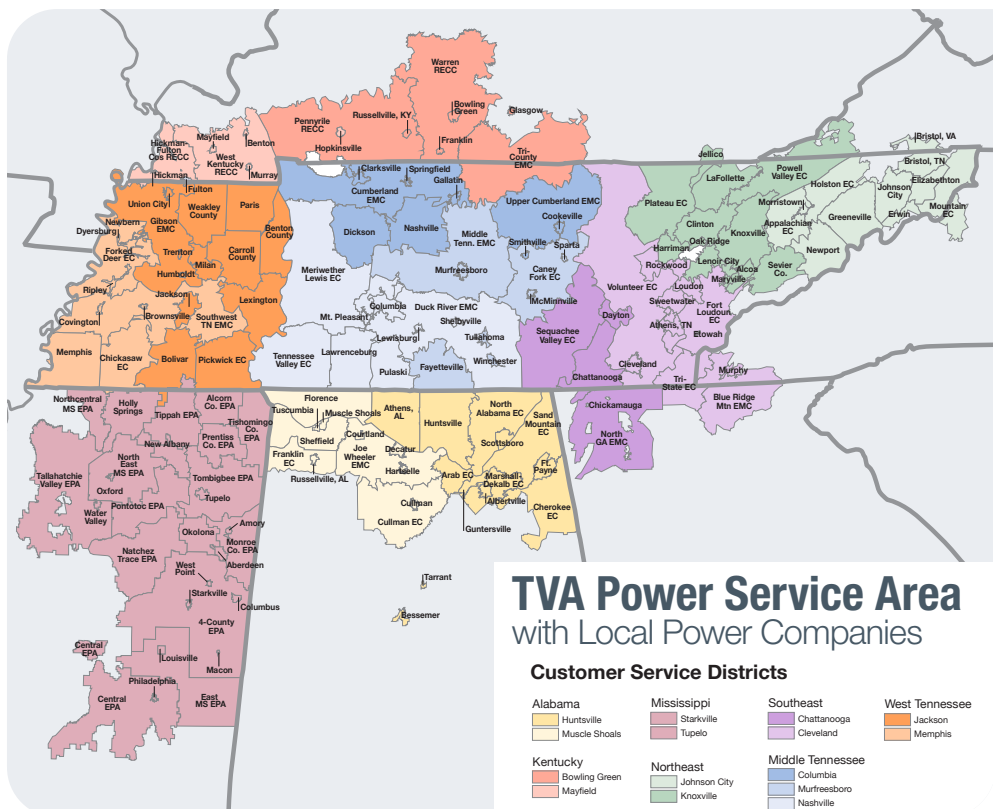 Warren
RECC
Bowling
Green
Glasgow
Russellville, KY
Pennyrile
RECC
Hopkinsville
Franklin
Tri-
County
EMC
Mayfield
Benton
Hickman-
Fulton
Cos RECC
West
Kentucky
RECC
Murray
Hickman
Fulton
Union City
Weakley
County
Paris
Gibson
EMC
Newbern
Dyersburg
Benton
County
Forked
Deer EC
Trenton
Carroll
County
Milan
Humboldt
Ripley
Jackson
Lexington
Covington
Brownsville
Southwest
TN EMC
Memphis
Chickasaw
EC
Bolivar
Pickwick EC
Clarksville
Springfield
Gallatin
Cumberland
EMC
Upper Cumberland EMC
Cookeville
Dickson
Nashville
Middle
Tenn. EMC
Smithville
Sparta
Meriwether
Lewis EC
Murfreesboro
Caney
Fork EC
McMinnville
Columbia
Duck River EMC
Mt. Pleasant
Shelbyville
Lewisburg
Tullahoma
Tennessee
Valley EC
Lawrenceburg
Winchester
Pulaski
Fayetteville
Jellico
Bristol, VA
LaFollette
Powell
Valley EC
Bristol, TN
Holston EC
Elizabethton
Johnson
City
Plateau EC
Morristown
Mountain
EC
Greeneville
Erwin
Clinton
Appalachian
EC
Knoxville
Oak Ridge
Harriman
Newport
Lenoir City
Sevier
Co.
Rockwood
Alcoa
Maryville
Volunteer EC
Loudon
Sweetwater
Fort
Loudoun
EC
Dayton
Athens, TN
Etowah
Sequachee
Valley EC
Cleveland
Chattanooga
Tri-
State EC
Murphy
Blue Ridge
Mtn EMC
Chickamauga
North
GA EMC
Northcentral
MS EPA
Holly
Springs
Alcorn
Co. EPA
Tippah EPA
Tishomingo
Co.
EPA
Prentiss
Co. EPA
New Albany
North
East
MS EPA
Tallahatchie
Valley EPA
Tombigbee EPA
Oxford
Tupelo
Pontotoc EPA
Water
Valley
Amory
Okolona
Monroe
Co. EPA
Natchez
Trace EPA
Aberdeen
West
Point
Starkville
Columbus
4-County
EPA
Central
EPA
Louisville
Macon
Philadelphia
Central
EPA
East
MS EPA
Florence
Tuscumbia
Muscle Shoals
Athens,
AL
North
Alabama EC
Sand
Mountain
EC
Huntsville
Sheffield
Courtland
Scottsboro
Franklin
EC
Joe
Wheeler
EMC
Decatur
Ft.
Payne
Russellville, AL
Hartselle
Arab EC
Marshall-
Dekalb EC
Albertville
Cullman
Cherokee
EC
Cullman EC
Guntersville
Tarrant
Bessemer
TVA Power Service Area
with Local Power Companies
Customer Service Districts
Alabama
Huntsville
Muscle Shoals
Kentucky
Bowling Green
Mayfield
Mississippi
Starkville
Tupelo
Northeast
Johnson City
Knoxville
Southeast
Chattanooga
Cleveland
Middle Tennessee
Columbia
Murfreesboro
Nashville
West Tennessee
Jackson
Memphis